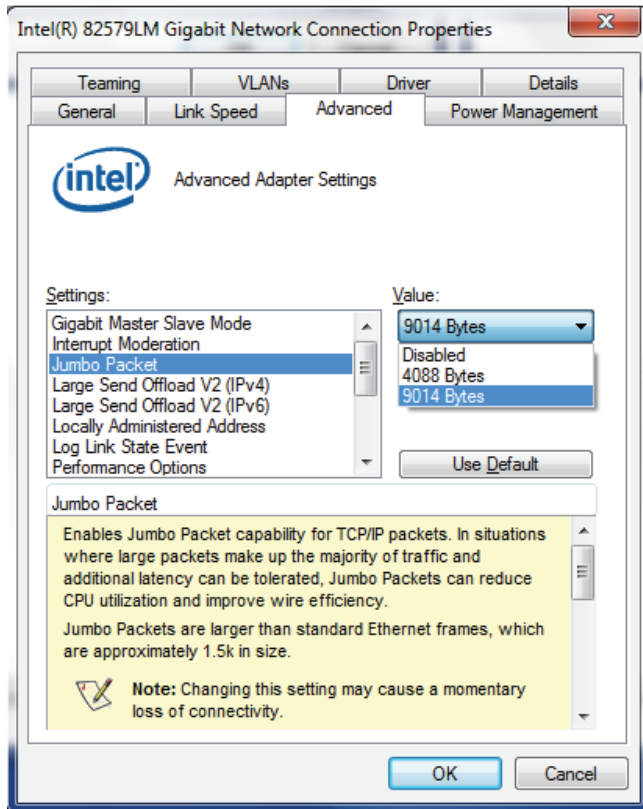 Intel(R) 82579LM Gigabit Network Connection Properties
Teaming VLANs Driver Details
General Link Speed Advanced Power Management
intel
Advanced Adapter Settings
Settings:
Value:
Gigabit Master Slave Mode
Interrupt Moderation
Jumbo Packet
Large Send Offload V2 (IPv4)
Large Send Offload V2 (IPv6)
Locally Administered Address
Log Link State Event
Performance Options
9014 Bytes
Disabled
4088 Bytes
9014 Bytes
Use Default
Jumbo Packet
Enables Jumbo Packet capability for TCP/IP packets. In situations
where large packets make up the majority of traffic and
additional latency can be tolerated, Jumbo Packets can reduce
CPU utilization and improve wire efficiency.
Jumbo Packets are larger than standard Ethernet frames, which
are approximately 1.5k in size.
Note: Changing this setting may cause a momentary
loss of connectivity.
OK Cancel